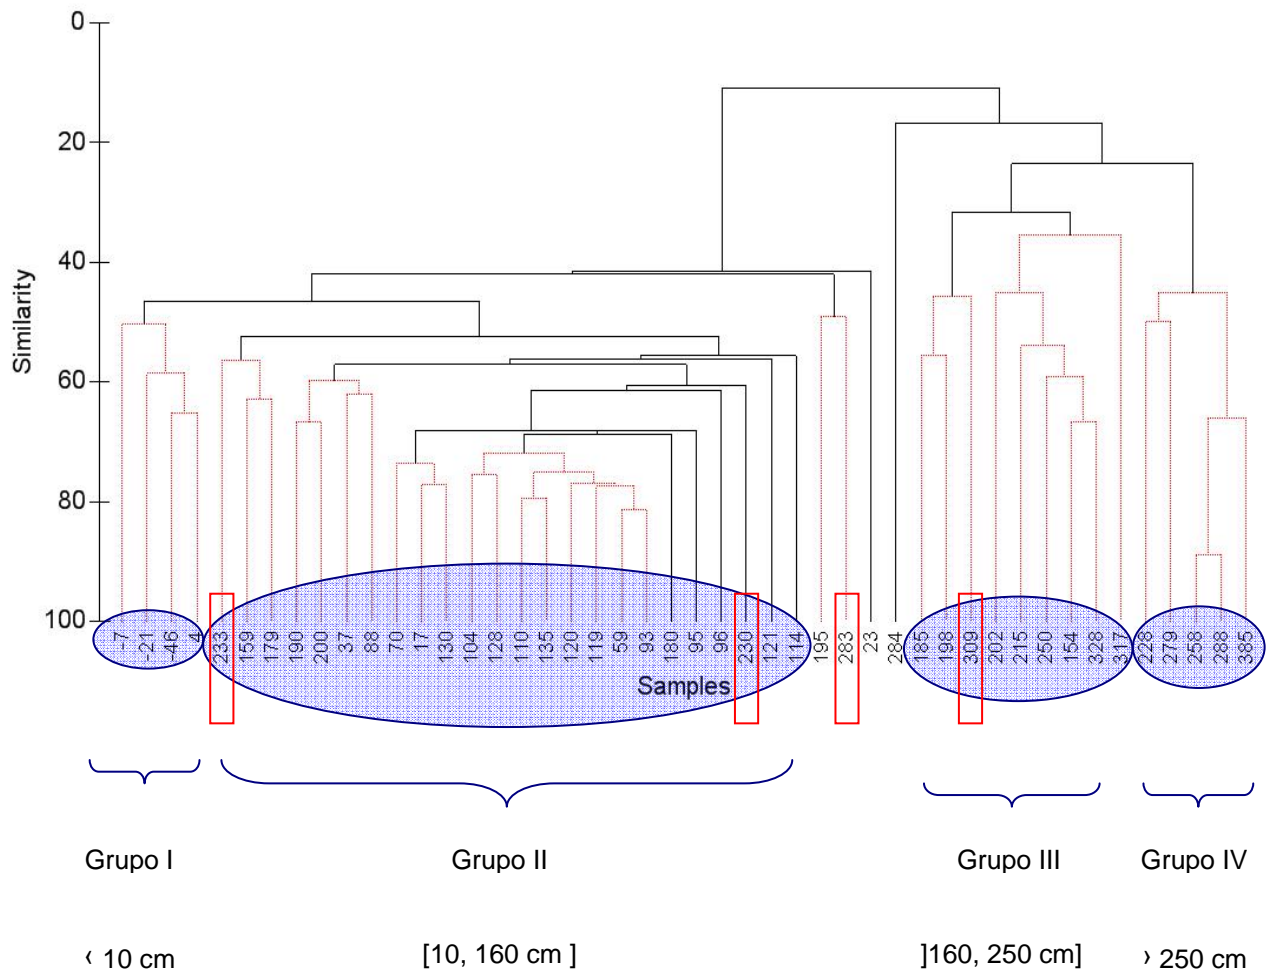 0
20
40
60
80
100
Similarity
-7 -21 -46 4 233 159 179 190 200 37 88 70 17 130 104 128 110 135 120 119 59 93 180 95 96 230 121 114 195 283 23 284 185 198 309 202 215 250 154 328 317 228 279 258 288 385
Samples
Grupo I Grupo II Grupo III Grupo IV
‹ 10 cm [10, 160 cm ] ]160, 250 cm] › 250 cm